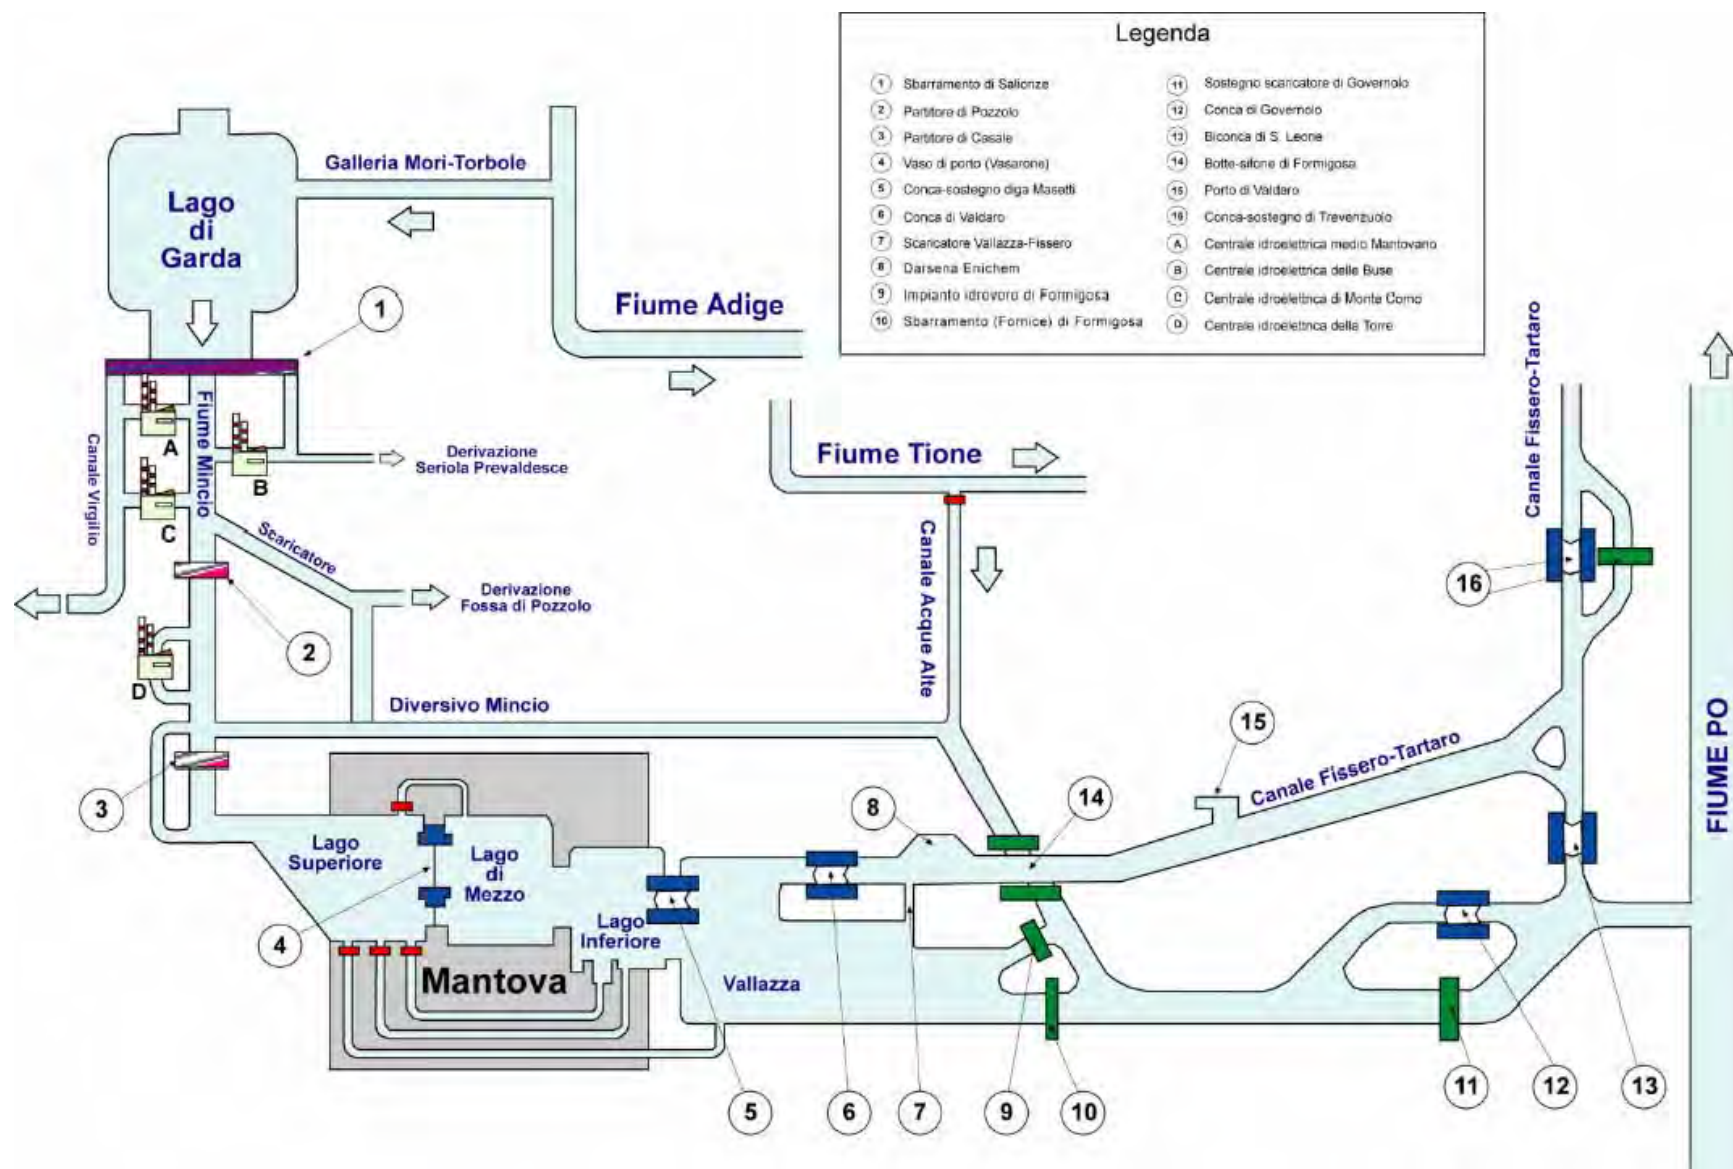 Legenda
1 Sbarramento di Salionze
2 Partitore di Pozzolo
3 Partitore di Casale
4 Vaso di porto (Vasarone)
5 Conca-sostegno diga Masetti
6 Conca di Valdaro
7 Scaricatore Vallazza-Fissero
8 Darsena Enichem
9 Impianto idrovoro di Formigosa
10 Sbarramento (Fornice) di Formigosa
11 Sostegno scaricatore di Governolo
12 Conca di Governolo
13 Biconca di S. Leone
14 Botte-sifone di Formigosa
15 Porto di Valdaro
16 Conca-sostegno di Trevenzuolo
A Centrale idroelettrica medio Mantovano
B Centrale idroelettrica delle Buse
C Centrale idroelettrica di Monte Corno
D Centrale idroelettrica della Torre
Galleria Mori-Torbole
Lago
di
Garda
Fiume Adige
1
Fiume Mincio
Canale Virgilio
A
B
C
Derivazione
Seriola Prevaldesce
Fiume Tione
Scaricatore
Derivazione
Fossa di Pozzolo
Canale Acque Alte
Canale Fissero-Tartaro
16
2
D
Diversivo Mincio
FIUME PO
15
Canale Fissero-Tartaro
3
8
14
Lago
Superiore
Lago
di
Mezzo
4
Lago
Inferiore
Mantova
Vallazza
5
6
7
9
10
11
12
13